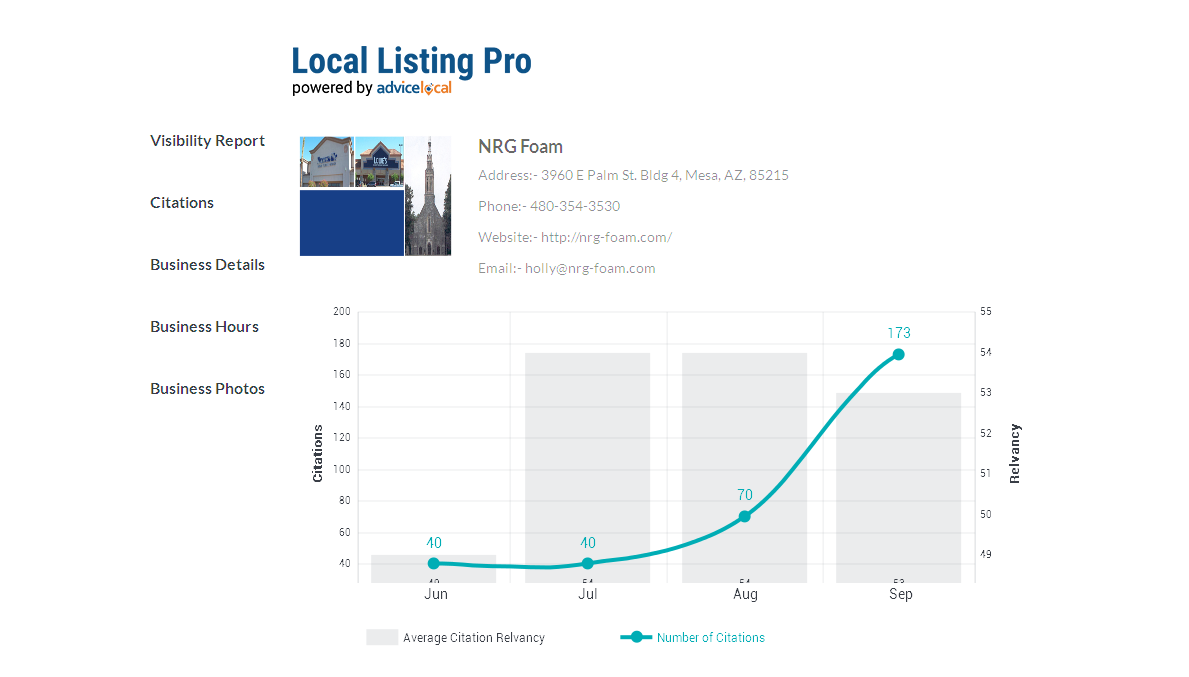 Local Listing Pro
powered by advicelocal
Visibility Report
Citations
Business Details
Business Hours
Business Photos
LOWE'S
NRG Foam
Address:- 3960 E Palm St. Bldg 4, Mesa, AZ, 85215
Phone:- 480-354-3530
Website:- http://nrg-foam.com/
Email:- holly@nrg-foam.com
Citations
200
180
160
140
120
100
80
60
40
55
54
53
52
51
50
49
Relvancy
40
40
70
173
49
54
54
53
Jun
Jul
Aug
Sep
Average Citation Relvancy
Number of Citations